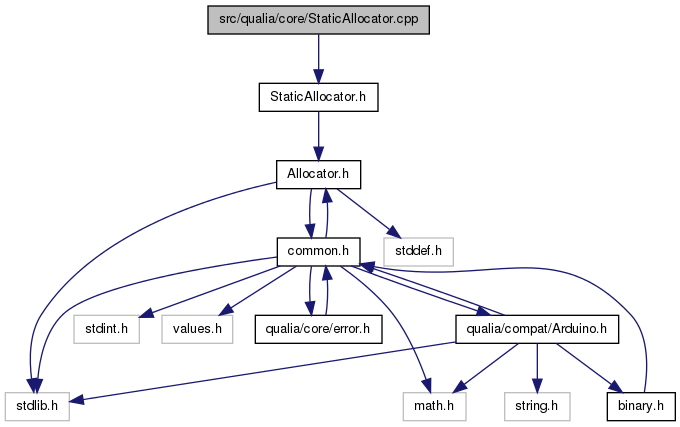 src/qualia/core/StaticAllocator.cpp
StaticAllocator.h
Allocator.h
common.h
stddef.h
stdint.h
values.h
qualia/core/error.h
qualia/compat/Arduino.h
stdlib.h
math.h
string.h
binary.h